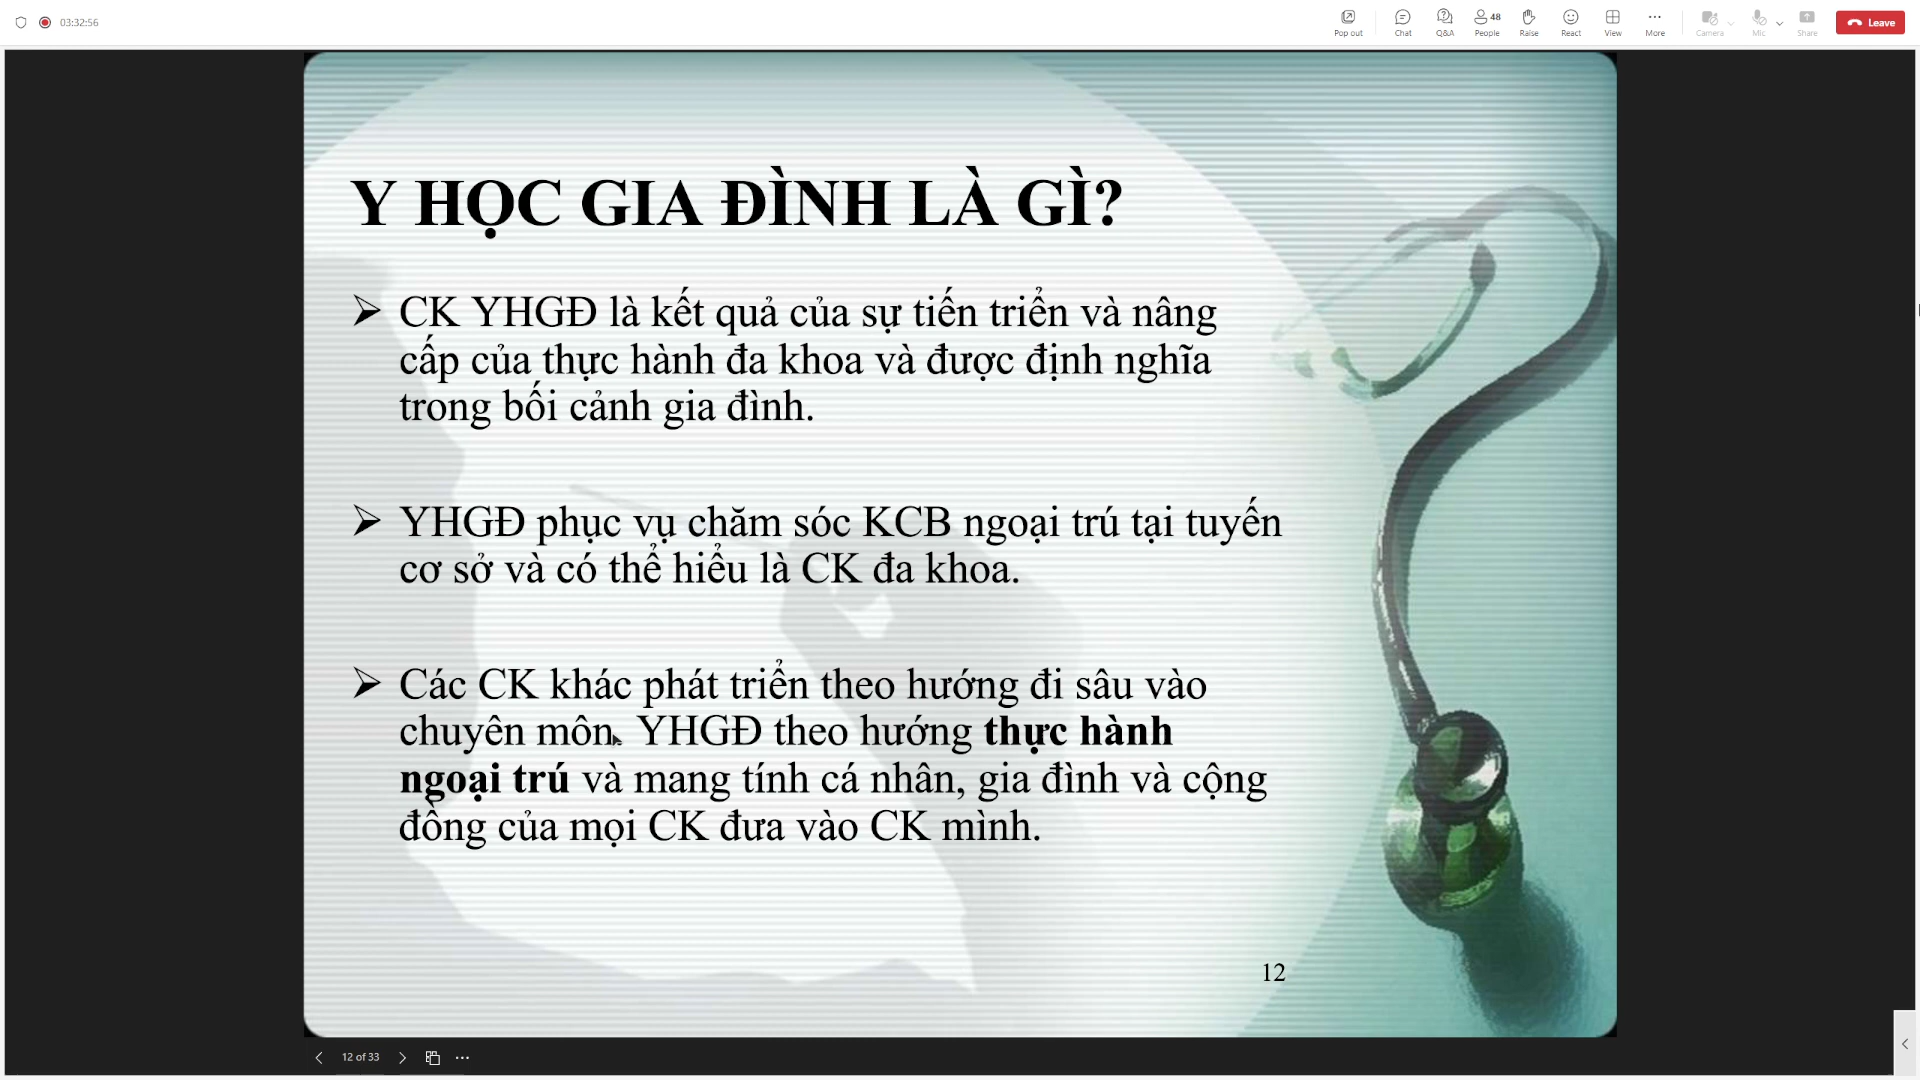 03:32:56
Pop out
Chat
Q&A
48
People
Raise
React
View
More
Camera
Mic
Share
Leave
Y HỌC GIA ĐÌNH LÀ GÌ?
➢ CK YHGĐ là kết quả của sự tiến triển và nâng
cấp của thực hành đa khoa và được định nghĩa
trong bối cảnh gia đình.
➢ YHGĐ phục vụ chăm sóc KCB ngoại trú tại tuyến
cơ sở và có thể hiểu là CK đa khoa.
➢ Các CK khác phát triển theo hướng đi sâu vào
chuyên môn. YHGĐ theo hướng thực hành
ngoại trú và mang tính cá nhân, gia đình và cộng
đồng của mọi CK đưa vào CK mình.
12
12 of 33